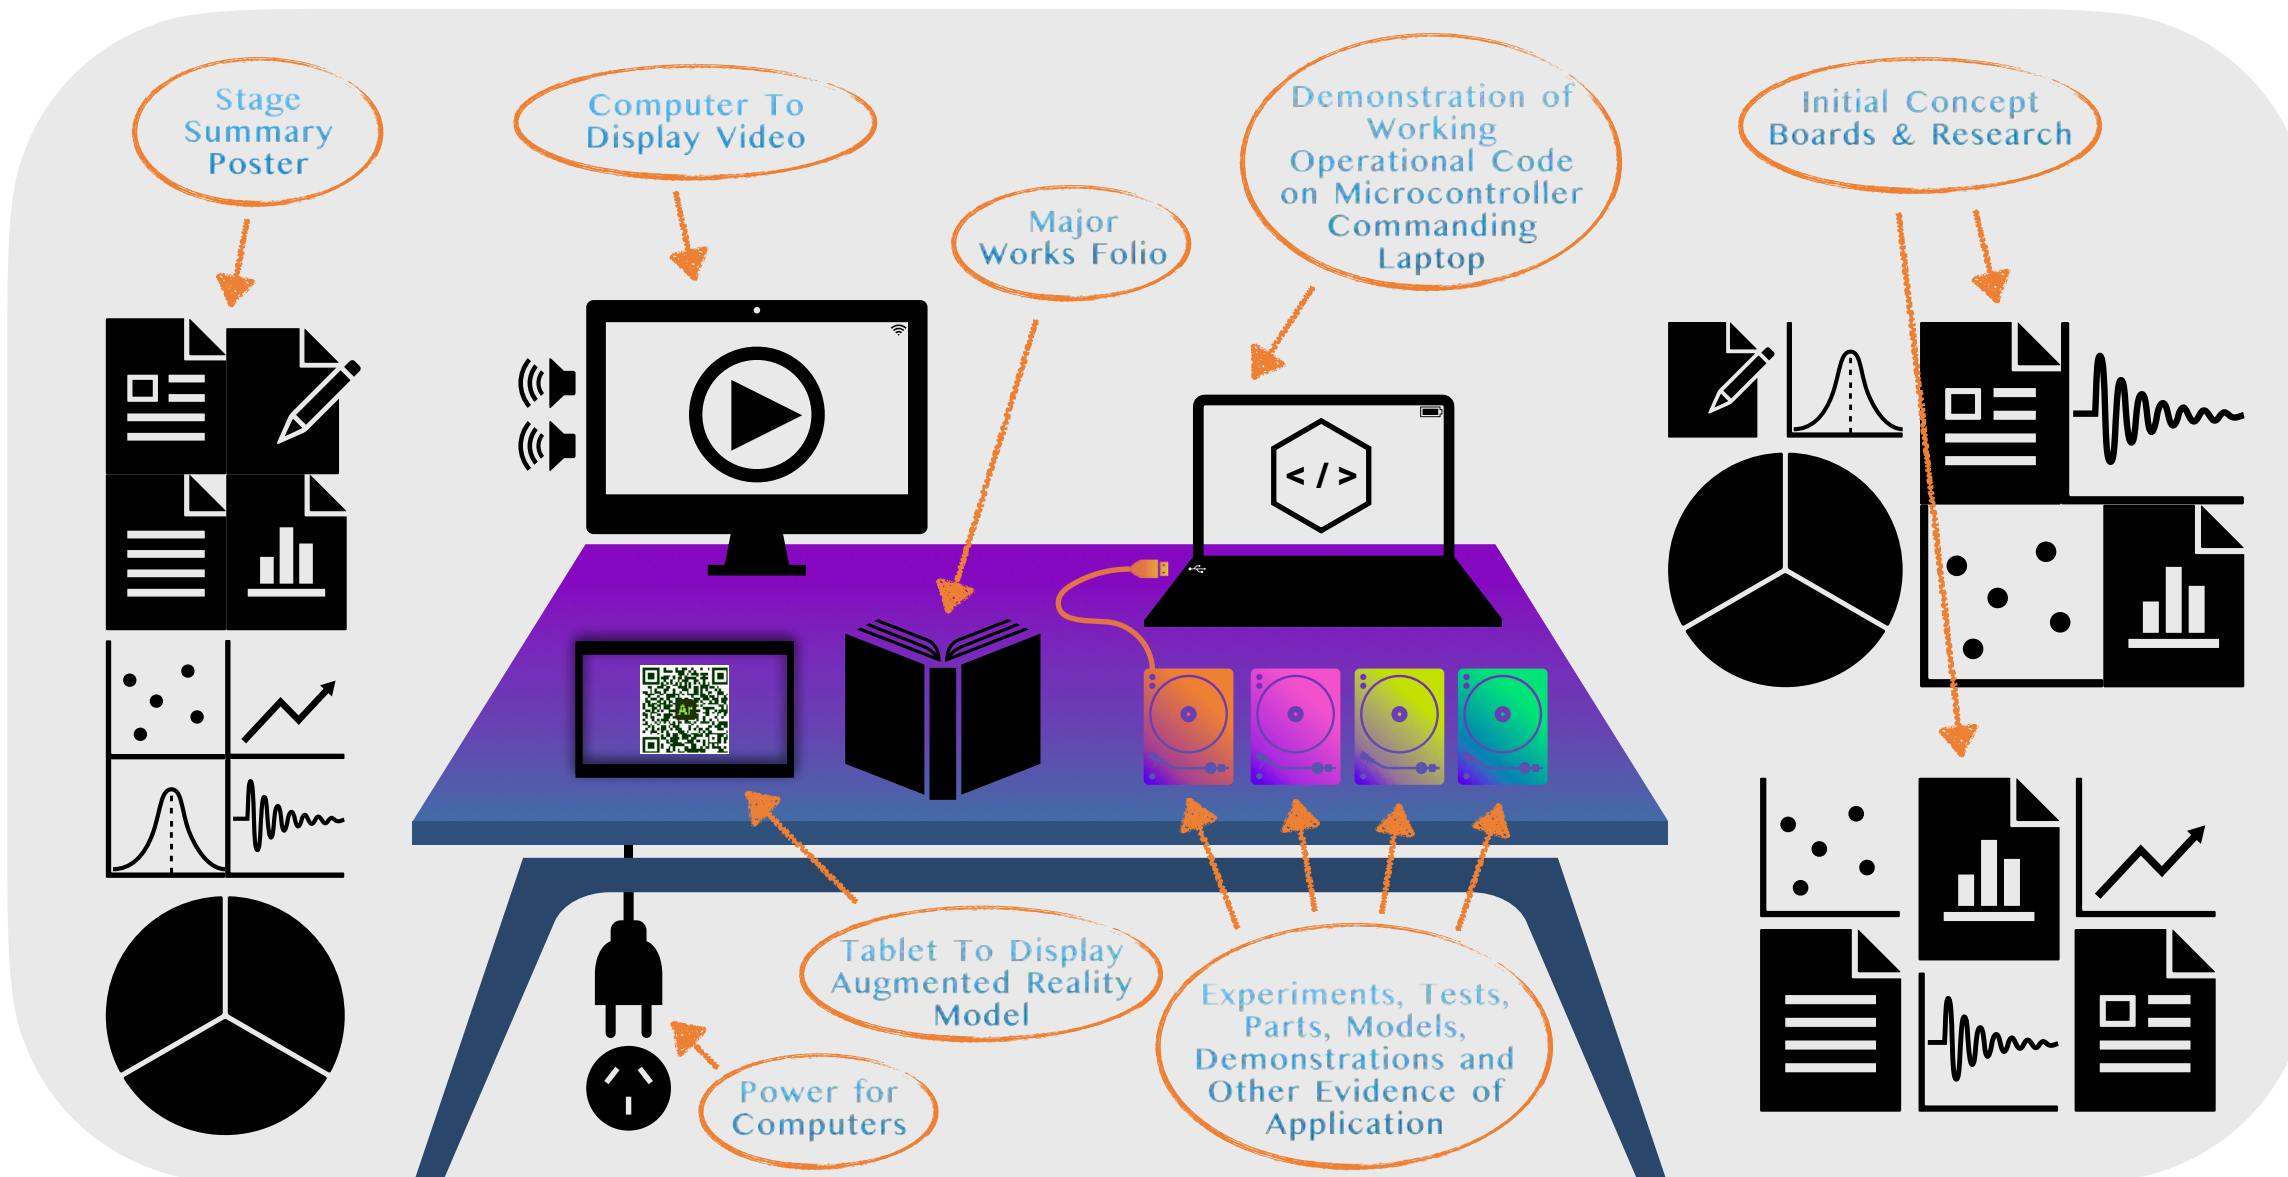 Stage
Summary
Poster
Computer To
Display Video
Major
Works Folio
Demonstration of
Working
Operational Code
on Microcontroller
Commanding
Laptop
Initial Concept
Boards & Research
</>
Ar
Tablet To Display
Augmented Reality
Model
Power for
Computers
Experiments, Tests,
Parts, Models,
Demonstrations and
Other Evidence of
Application